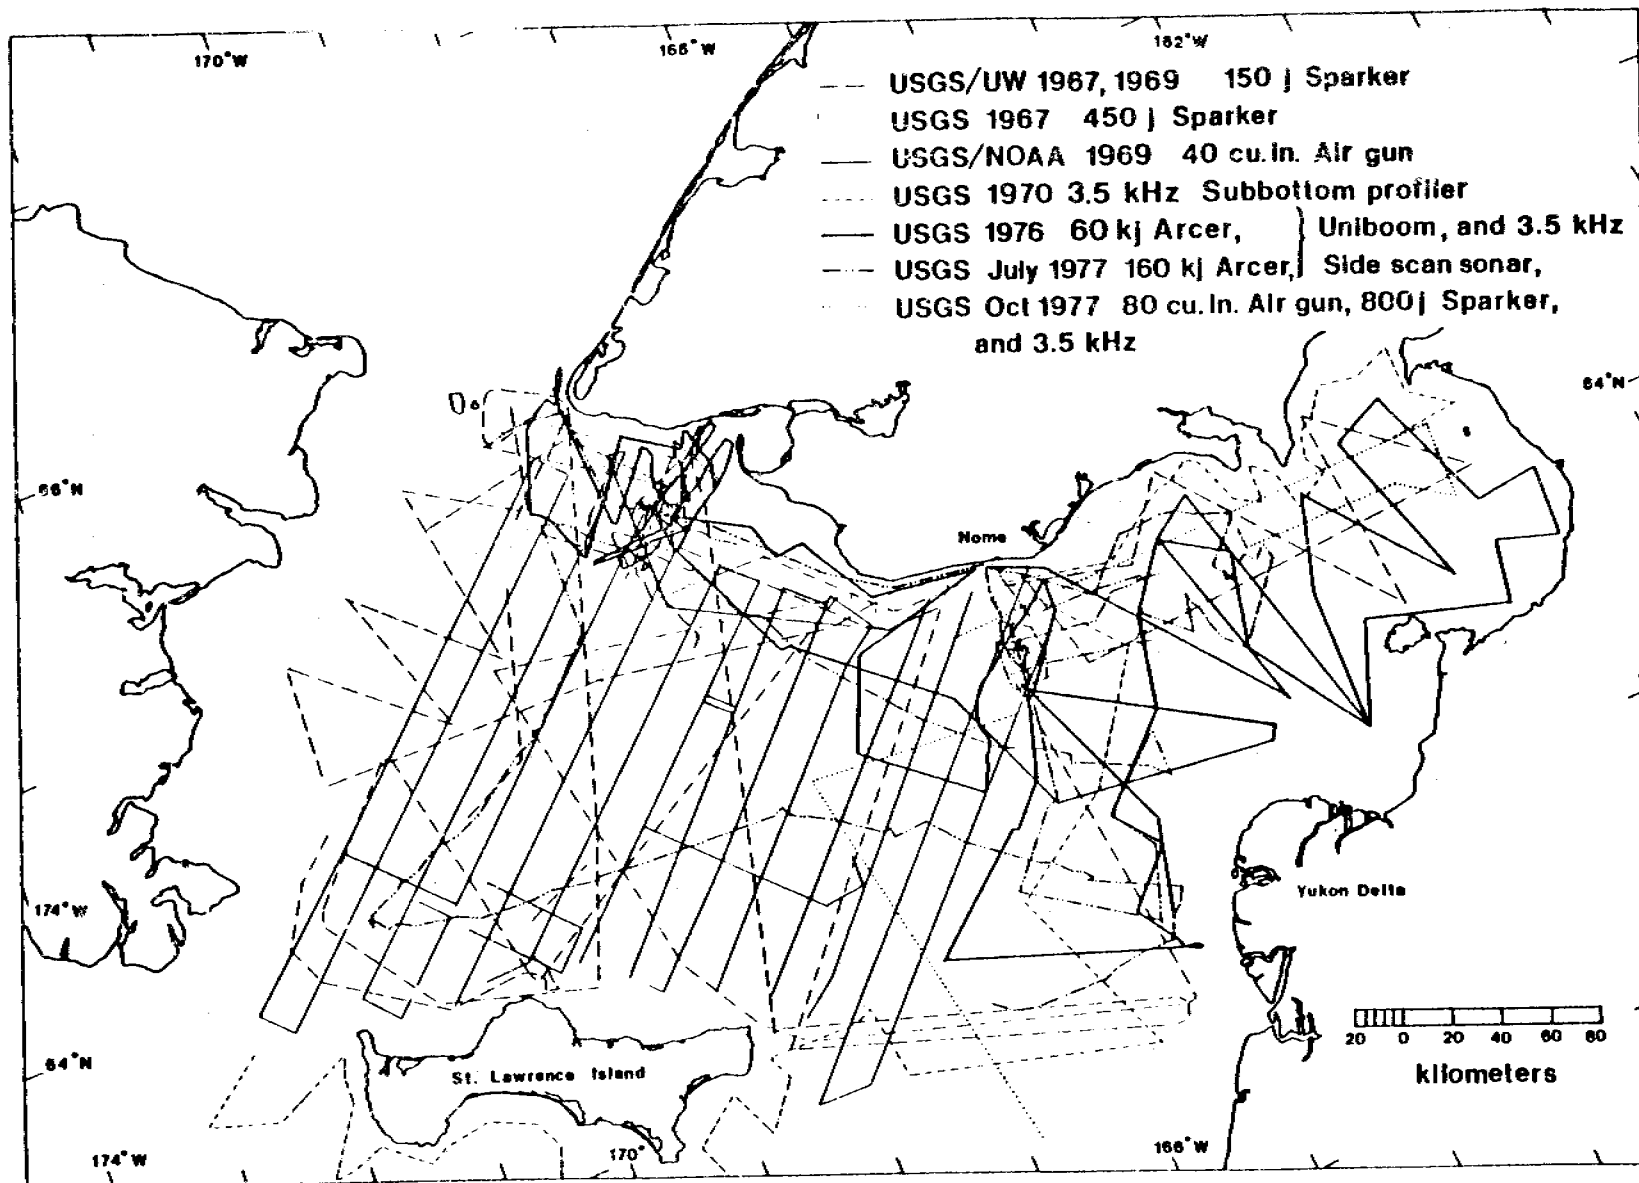 170°W
166°W
162°W
USGS/UW 1967, 1969 150 j Sparker
USGS 1967 450 j Sparker
USGS/NOAA 1969 40 cu.in. Air gun
USGS 1970 3.5 kHz Subbottom profiler
USGS 1976 60 kj Arcer, Uniboom, and 3.5 kHz
USGS July 1977 160 kj Arcer, Side scan sonar,
USGS Oct 1977 80 cu.in. Air gun, 800 j Sparker,
and 3.5 kHz
64°N
66°N
Nome
174°W
Yukon Delta
64°N
St. Lawrence Island
20 0 20 40 60 80
kilometers
174°W
170°
166°W